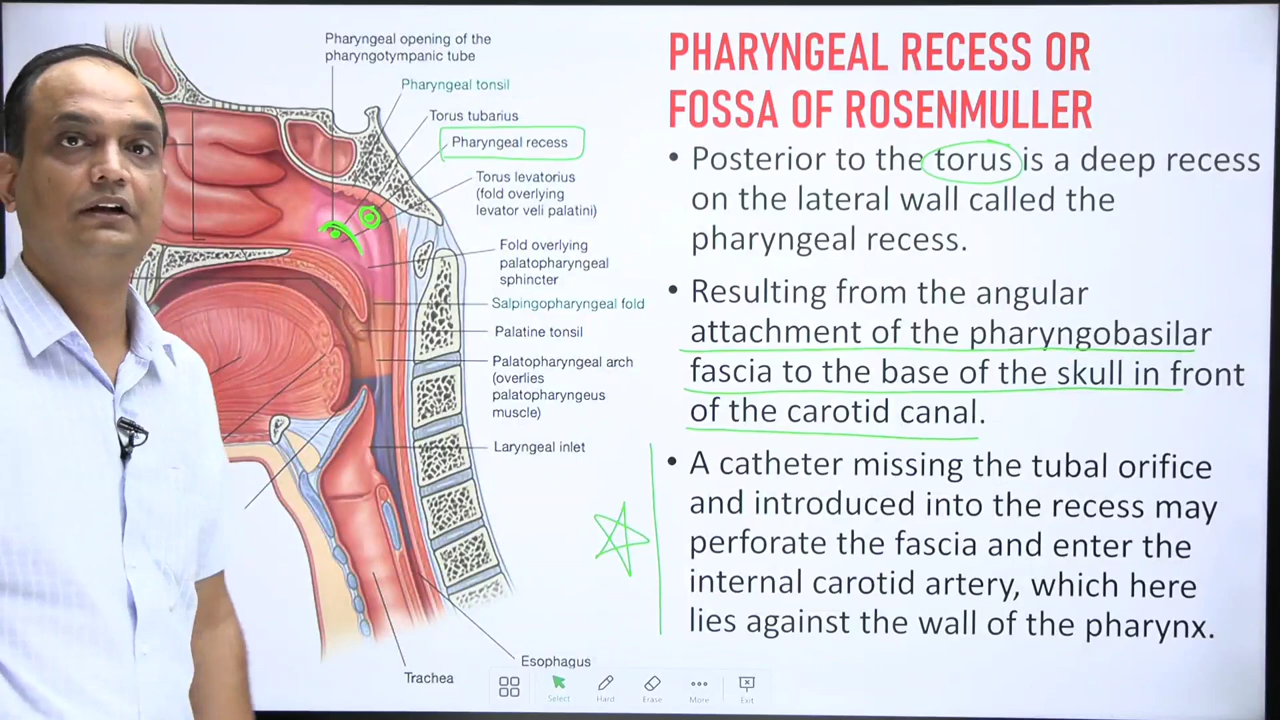 Pharyngeal opening of the
pharyngotympanic tube
Pharyngeal tonsil
Torus tubarius
Pharyngeal recess
Torus levatorius
(fold overlying
levator veli palatini)
Fold overlying
palatopharyngeal
sphincter
Salpingopharyngeal fold
Palatine tonsil
Palatopharyngeal arch
(overlies
palatopharyngeus
muscle)
Laryngeal inlet
Esophagus
Trachea
PHARYNGEAL RECESS OR
FOSSA OF ROSENMULLER
• Posterior to the torus is a deep recess
on the lateral wall called the
pharyngeal recess.
• Resulting from the angular
attachment of the pharyngobasilar
fascia to the base of the skull in front
of the carotid canal.
• A catheter missing the tubal orifice
and introduced into the recess may
perforate the fascia and enter the
internal carotid artery, which here
lies against the wall of the pharynx.
Select
Hard
Erase
More
Exit